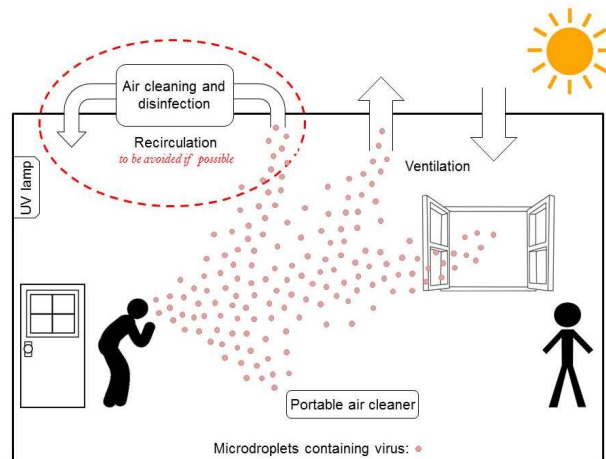 Air cleaning and
disinfection
Recirculation
to be avoided if possible
Ventilation
UV lamp
Portable air cleaner
Microdroplets containing virus: